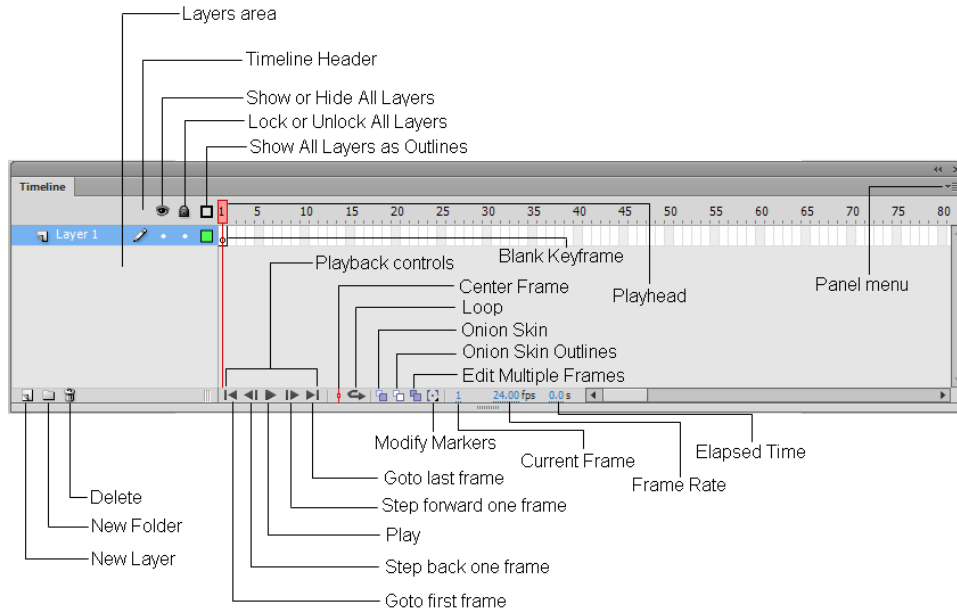 Layers area
Timeline Header
Show or Hide All Layers
Lock or Unlock All Layers
Show All Layers as Outlines
Timeline
1 5 10 15 20 25 30 35 40 45 50 55 60 65 70 75 80
Layer 1
Blank Keyframe
Playback controls
Center Frame
Playhead
Panel menu
Loop
Onion Skin
Onion Skin Outlines
Edit Multiple Frames
1 24.00 fps 0.0 s
Modify Markers
Current Frame
Elapsed Time
Goto last frame
Frame Rate
Delete
Step forward one frame
New Folder
Play
New Layer
Step back one frame
Goto first frame